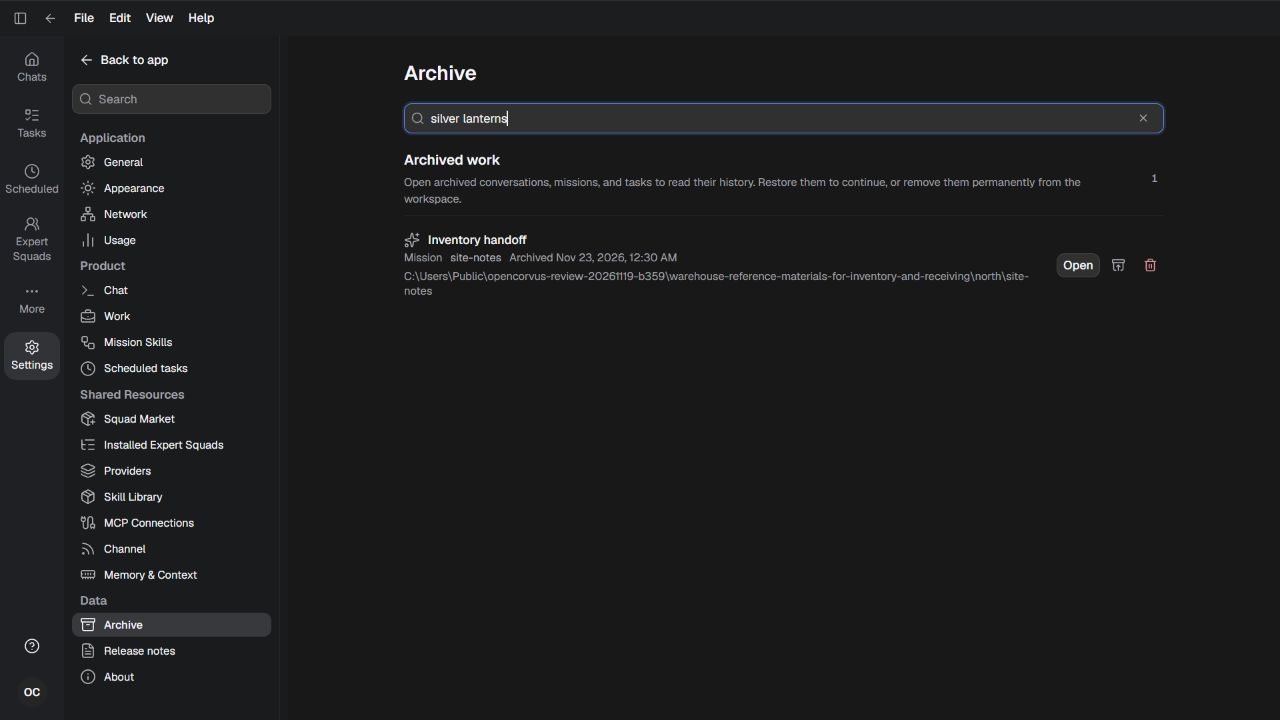 File Edit View Help
Chats
Tasks
Scheduled
Expert
Squads
More
Settings
OC
Back to app
Search
Application
General
Appearance
Network
Usage
Product
Chat
Work
Mission Skills
Scheduled tasks
Shared Resources
Squad Market
Installed Expert Squads
Providers
Skill Library
MCP Connections
Channel
Memory & Context
Data
Archive
Release notes
About
Archive
silver lanterns
Archived work
Open archived conversations, missions, and tasks to read their history. Restore them to continue, or remove them permanently from the
workspace.
1
Inventory handoff
Mission site-notes Archived Nov 23, 2026, 12:30 AM
C:\Users\Public\opencorvus-review-20261119-b359\warehouse-reference-materials-for-inventory-and-receiving\north\site-
notes
Open